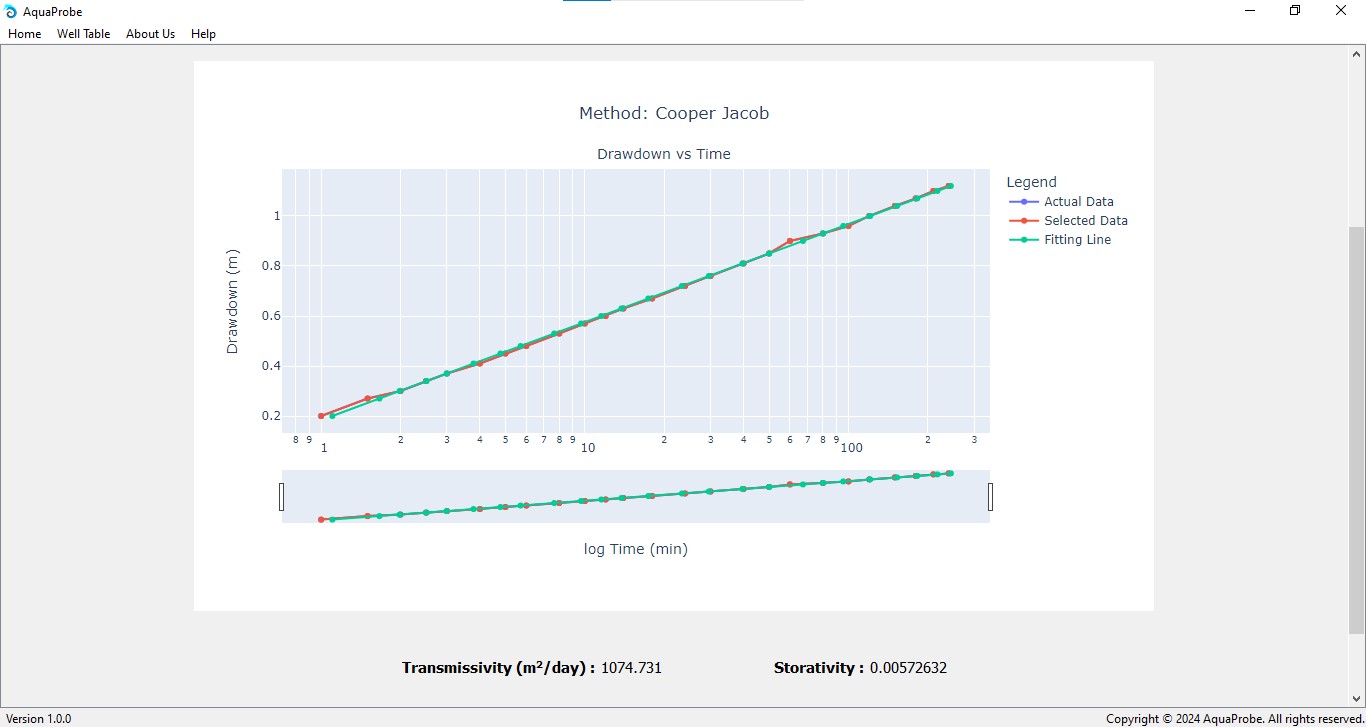 AquaProbe
Home Well Table About Us Help
Method: Cooper Jacob
Drawdown vs Time
Legend
Actual Data
Selected Data
Fitting Line
Drawdown (m)
1
0.8
0.6
0.4
0.2
8 9 1 2 3 4 5 6 7 8 9 10 2 3 4 5 6 7 8 9 100 2 3
log Time (min)
Transmissivity (m²/day) : 1074.731 Storativity : 0.00572632
Version 1.0.0 Copyright © 2024 AquaProbe. All rights reserved.